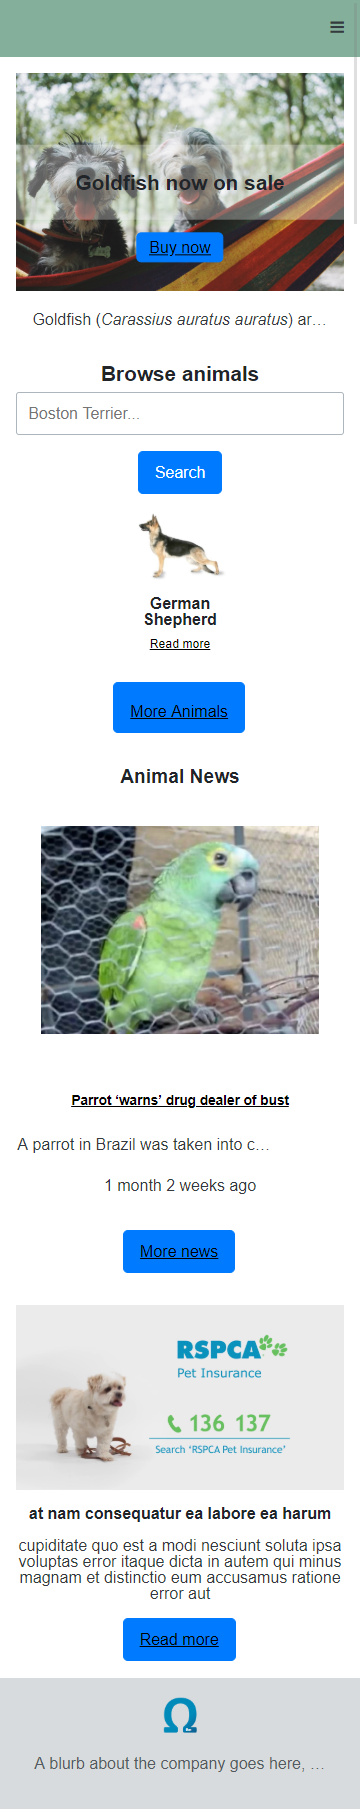 Goldfish now on sale
Buy now
Goldfish (Carassius auratus auratus) ar…
Browse animals
Boston Terrier...
Search
German
Shepherd
Read more
More Animals
Animal News
Parrot ‘warns’ drug dealer of bust
A parrot in Brazil was taken into c…
1 month 2 weeks ago
More news
RSPCA
Pet Insurance
136 137
Search ‘RSPCA Pet Insurance’
at nam consequatur ea labore ea harum
cupiditate quo est a modi nesciunt soluta ipsa
voluptas error itaque dicta in autem qui minus
magnam et distinctio eum accusamus ratione
error aut
Read more
Ω
A blurb about the company goes here, …